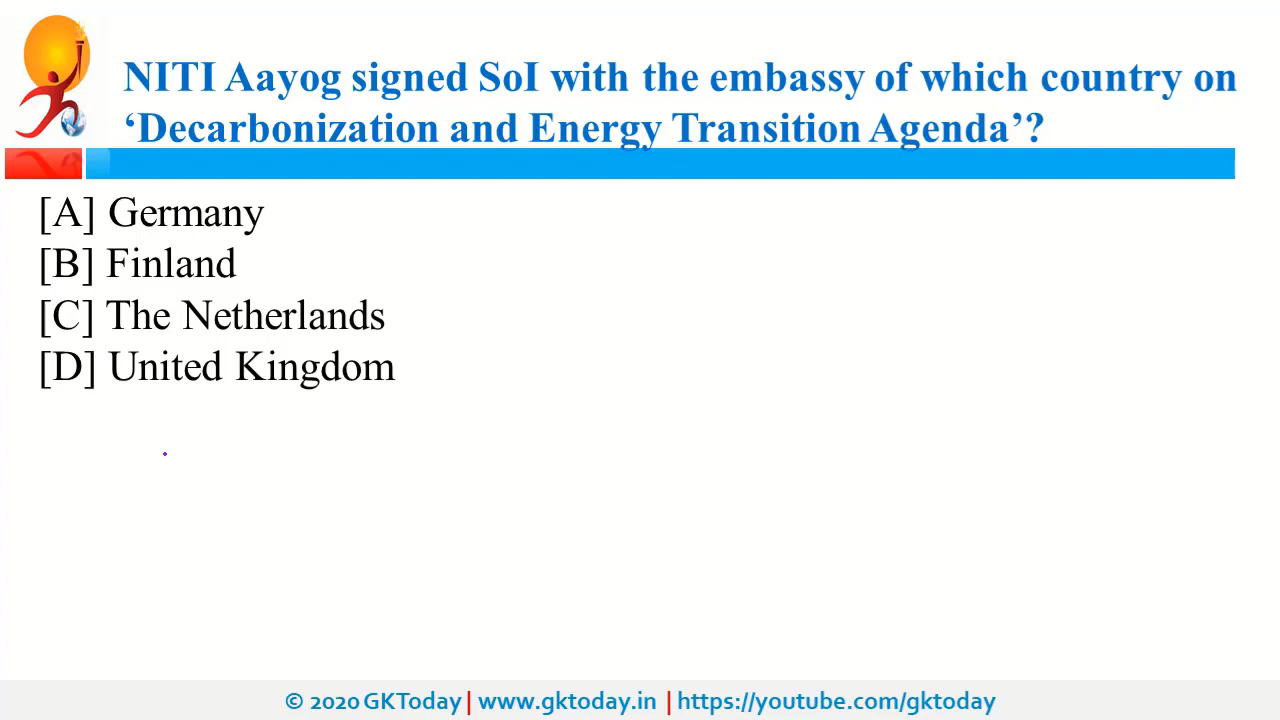 NITI Aayog signed SoI with the embassy of which country on
‘Decarbonization and Energy Transition Agenda’?
[A] Germany
[B] Finland
[C] The Netherlands
[D] United Kingdom
© 2020 GKToday | www.gktoday.in | https://youtube.com/gktoday